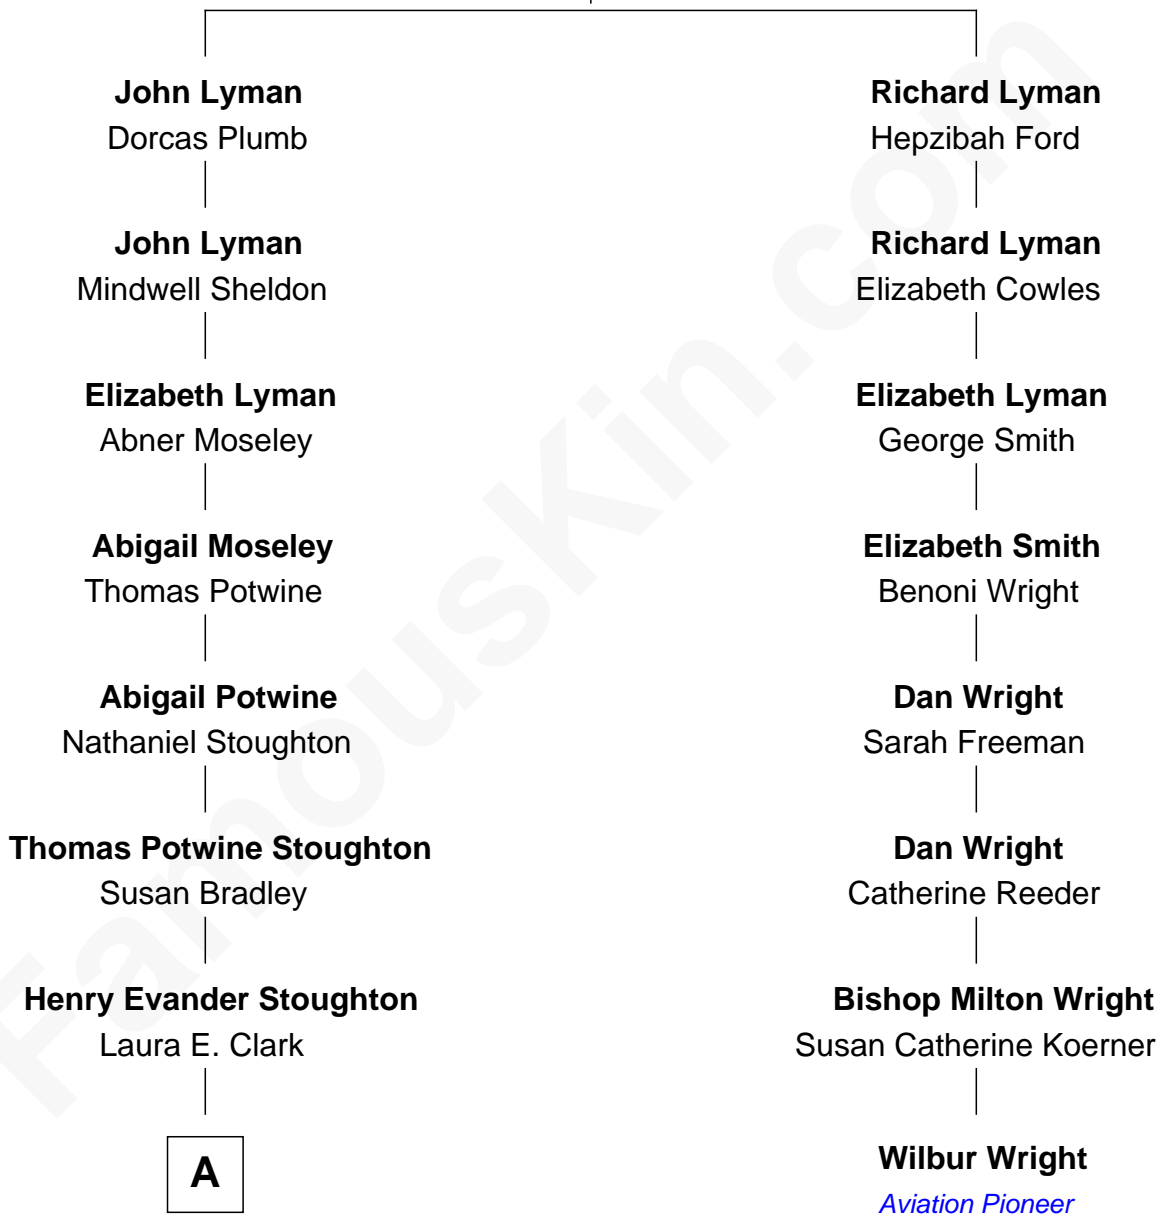 John Lyman
Dorcas Plumb
John Lyman
Mindwell Sheldon
Elizabeth Lyman
Abner Moseley
Abigail Moseley
Thomas Potwine
Abigail Potwine
Nathaniel Stoughton
Thomas Potwine Stoughton
Susan Bradley
Henry Evander Stoughton
Laura E. Clark
A
Richard Lyman
Hepzibah Ford
Richard Lyman
Elizabeth Cowles
Elizabeth Lyman
George Smith
Elizabeth Smith
Benoni Wright
Dan Wright
Sarah Freeman
Dan Wright
Catherine Reeder
Bishop Milton Wright
Susan Catherine Koerner
Wilbur Wright
Aviation Pioneer
FamousKin.com